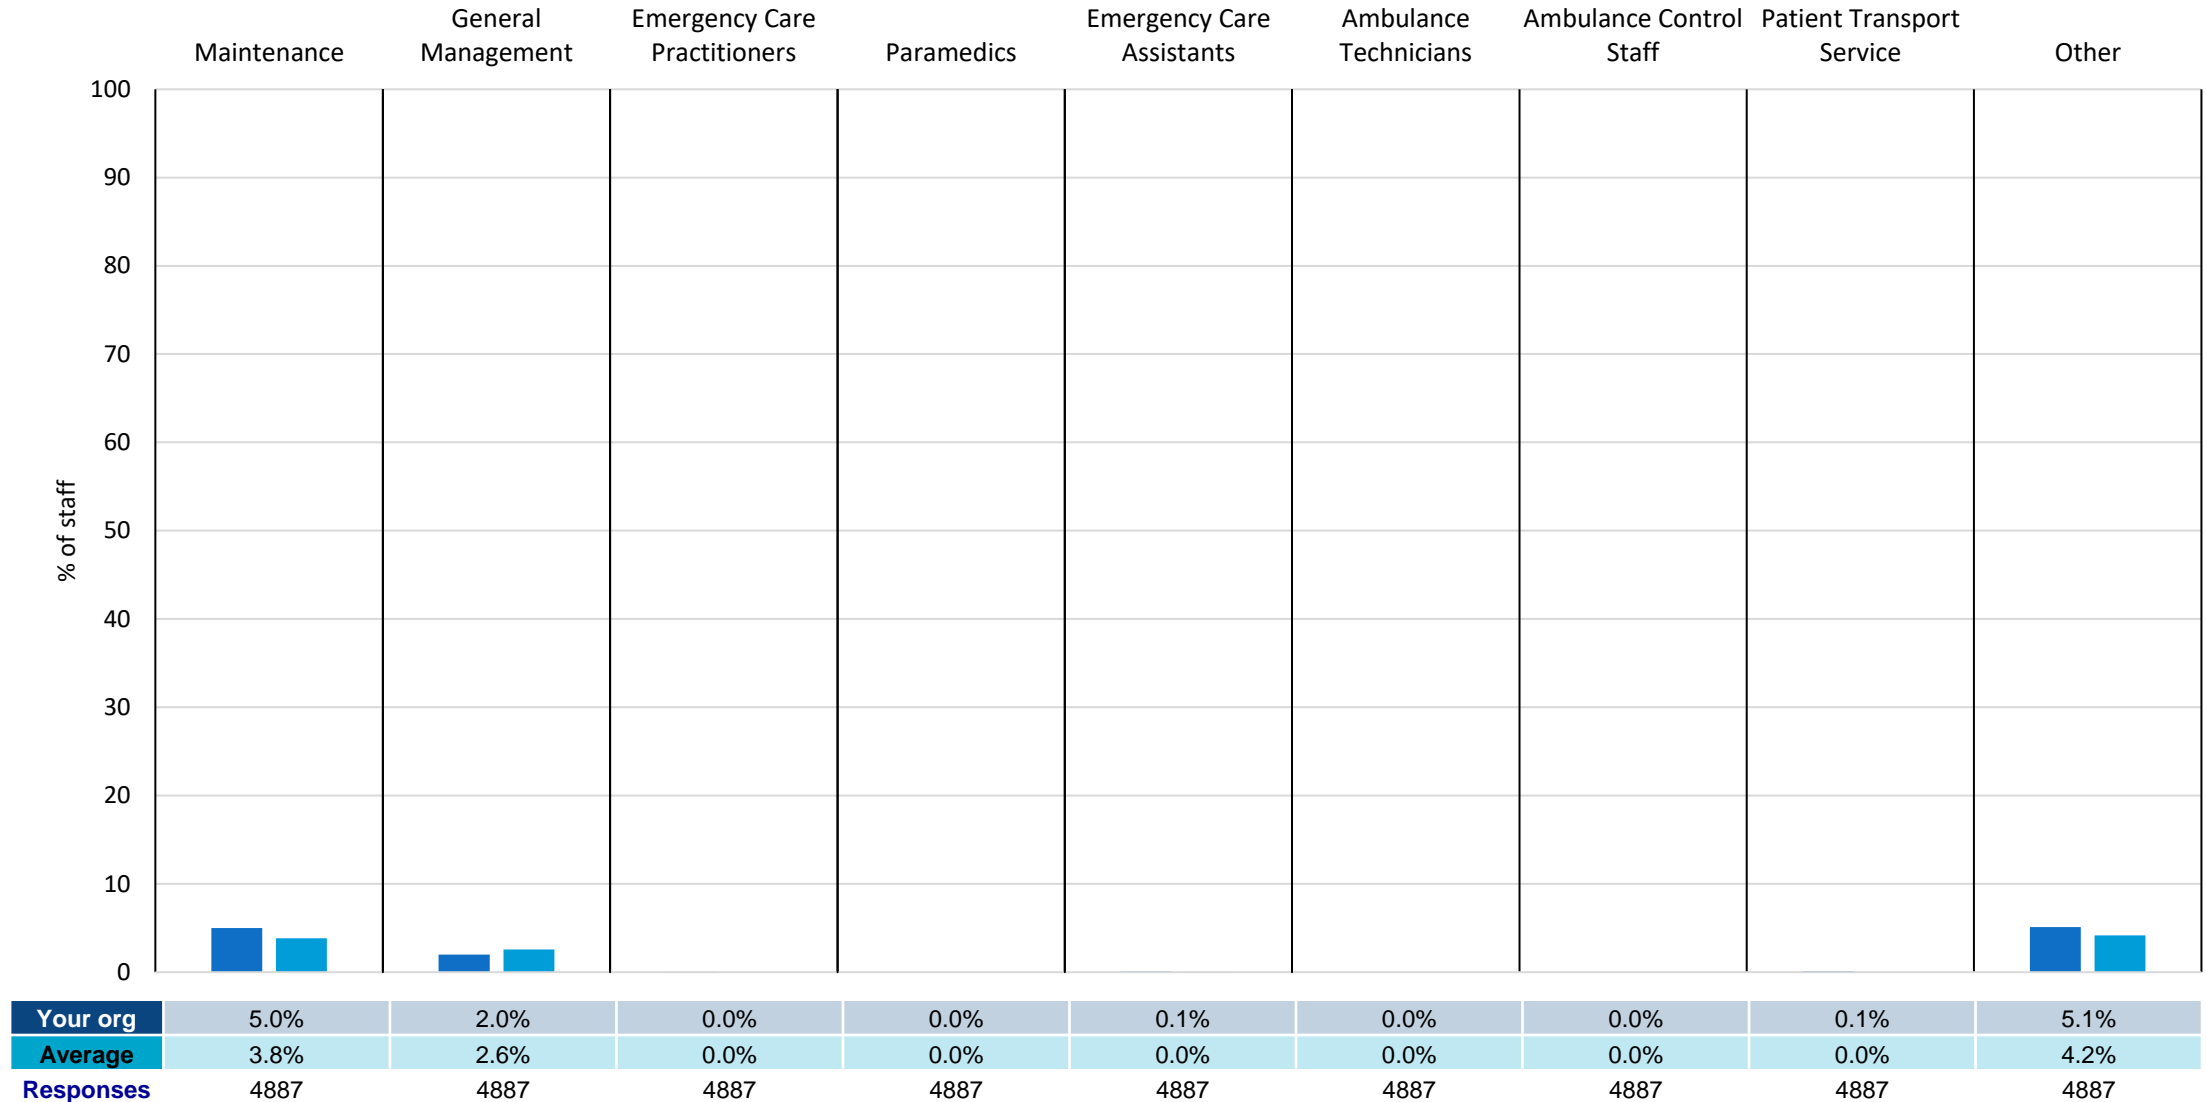 Maintenance
General
Management
Emergency Care
Practitioners
Paramedics
Emergency Care
Assistants
Ambulance
Technicians
Ambulance Control
Staff
Patient Transport
Service
Other
% of staff
100
90
80
70
60
50
40
30
20
10
0
Your org 5.0% 2.0% 0.0% 0.0% 0.1% 0.0% 0.0% 0.1% 5.1%
Average 3.8% 2.6% 0.0% 0.0% 0.0% 0.0% 0.0% 0.0% 4.2%
Responses 4887 4887 4887 4887 4887 4887 4887 4887 4887